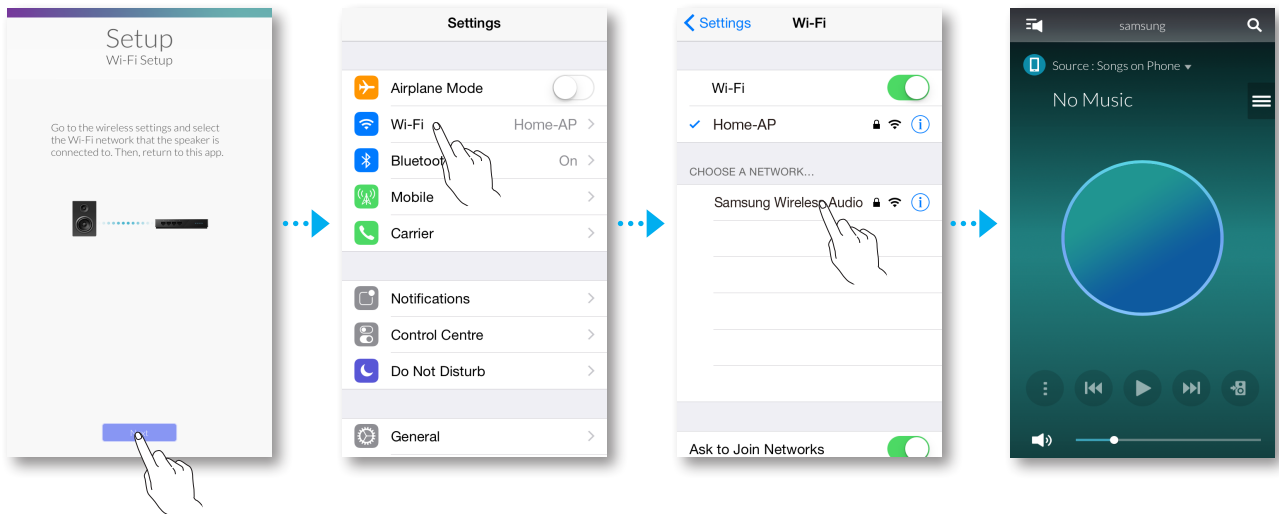 Setup
Wi-Fi Setup
Go to the wireless settings and select
the Wi-Fi network that the speaker is
connected to. Then, return to this app.
Next
Settings
Airplane Mode
Wi-Fi Home-AP
Bluetoot On
Mobile
Carrier
Notifications
Control Centre
Do Not Disturb
General
Settings Wi-Fi
Wi-Fi
Home-AP
CHOOSE A NETWORK...
Samsung Wireless Audio
Ask to Join Networks
samsung
Source : Songs on Phone
No Music